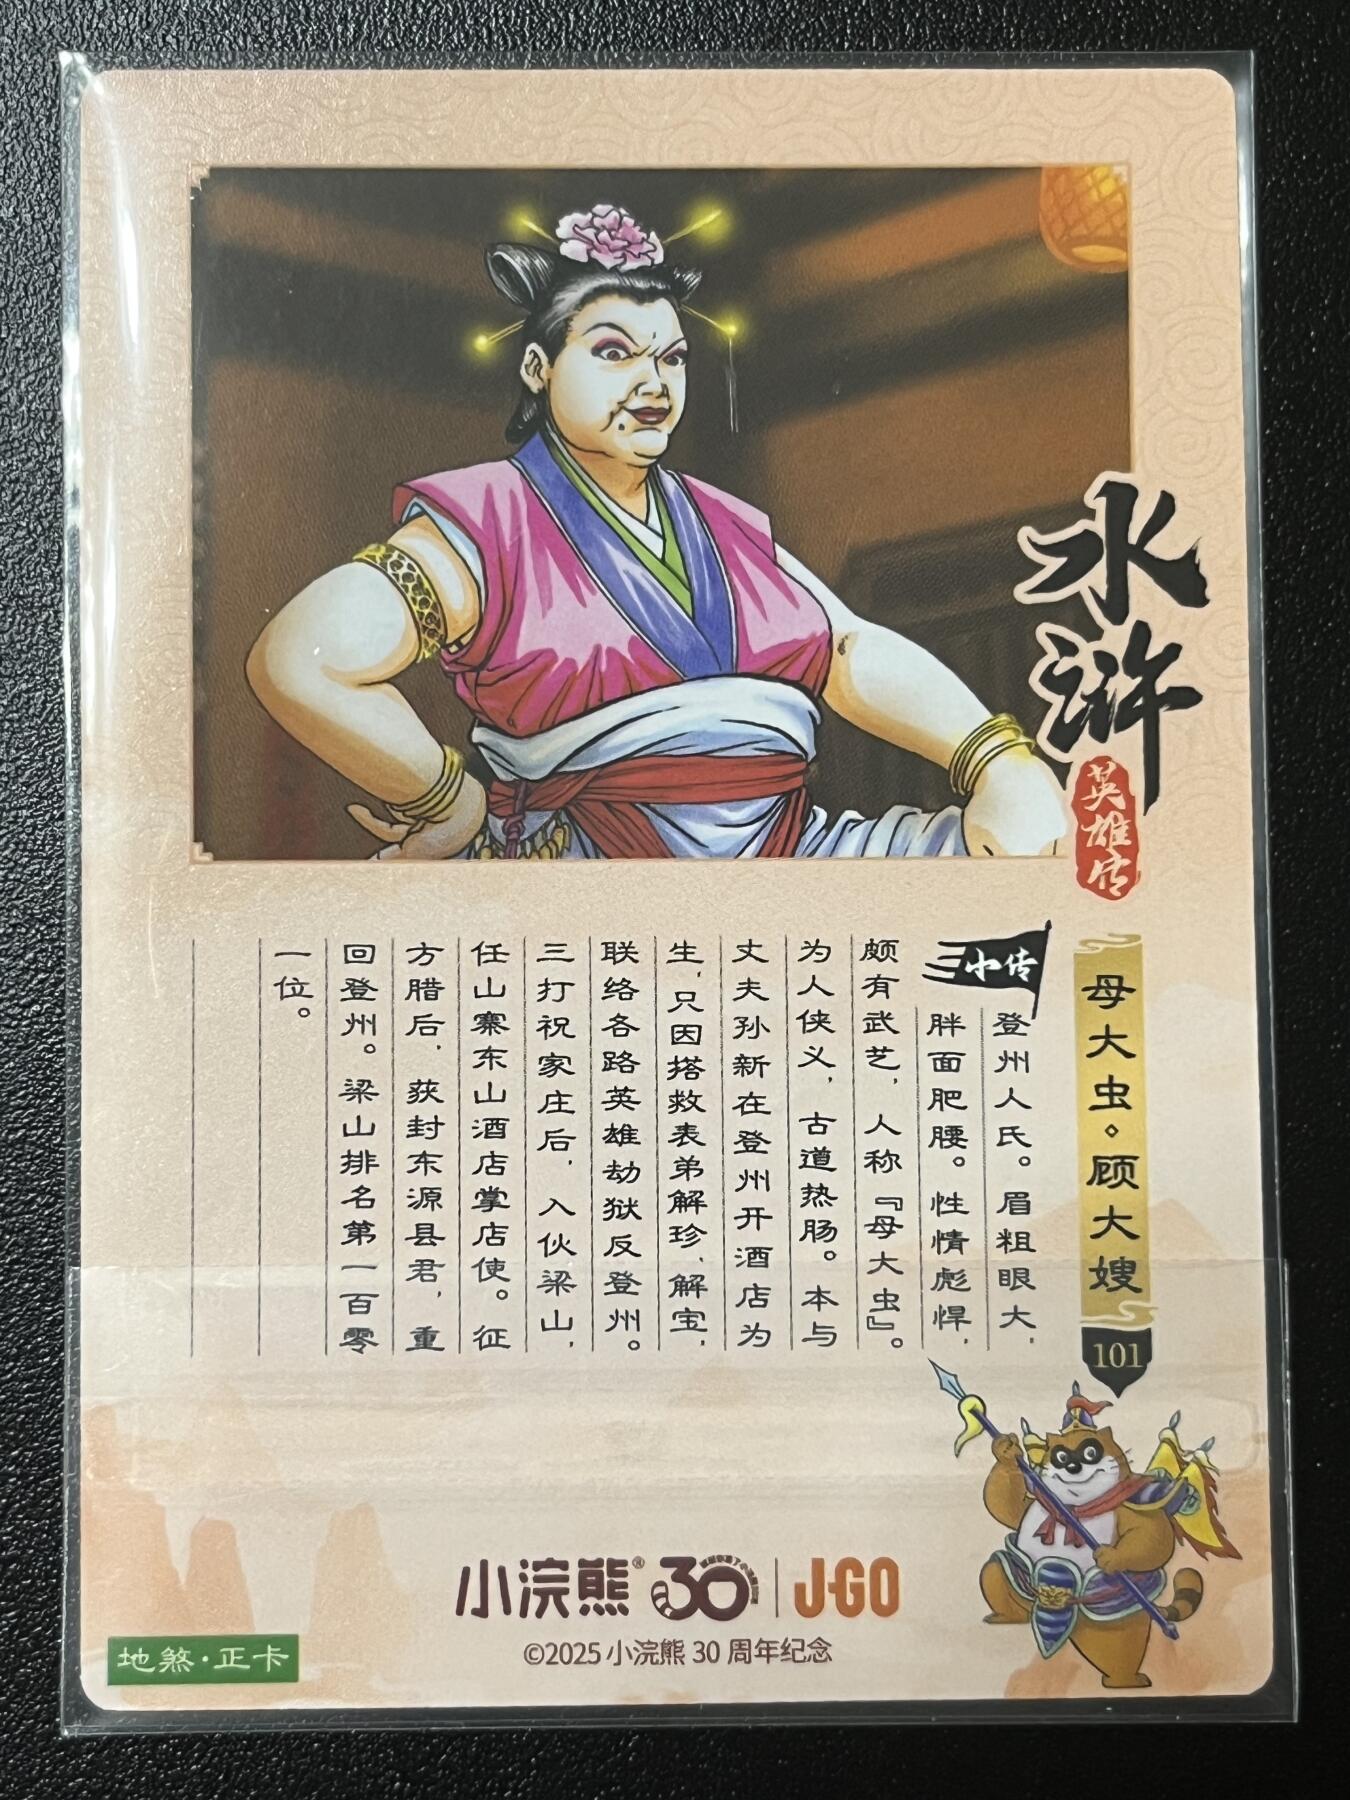 水浒
英雄传
母大虫。顾大嫂
101
小传
登州人氏。眉粗眼大，
胖面肥腰。性情彪悍，
颇有武艺，人称『母大虫』。
为人侠义，古道热肠。本与
丈夫孙新在登州开酒店为
生，只因搭救表弟解珍、解宝，
联络各路英雄劫狱反登州。
三打祝家庄后，入伙梁山，
任山寨东山酒店掌店使。征
方腊后，获封东源县君，重
回登州。梁山排名第一百零
一位。
小浣熊® 30 J-GO
©2025 小浣熊 30 周年纪念
地煞·正卡